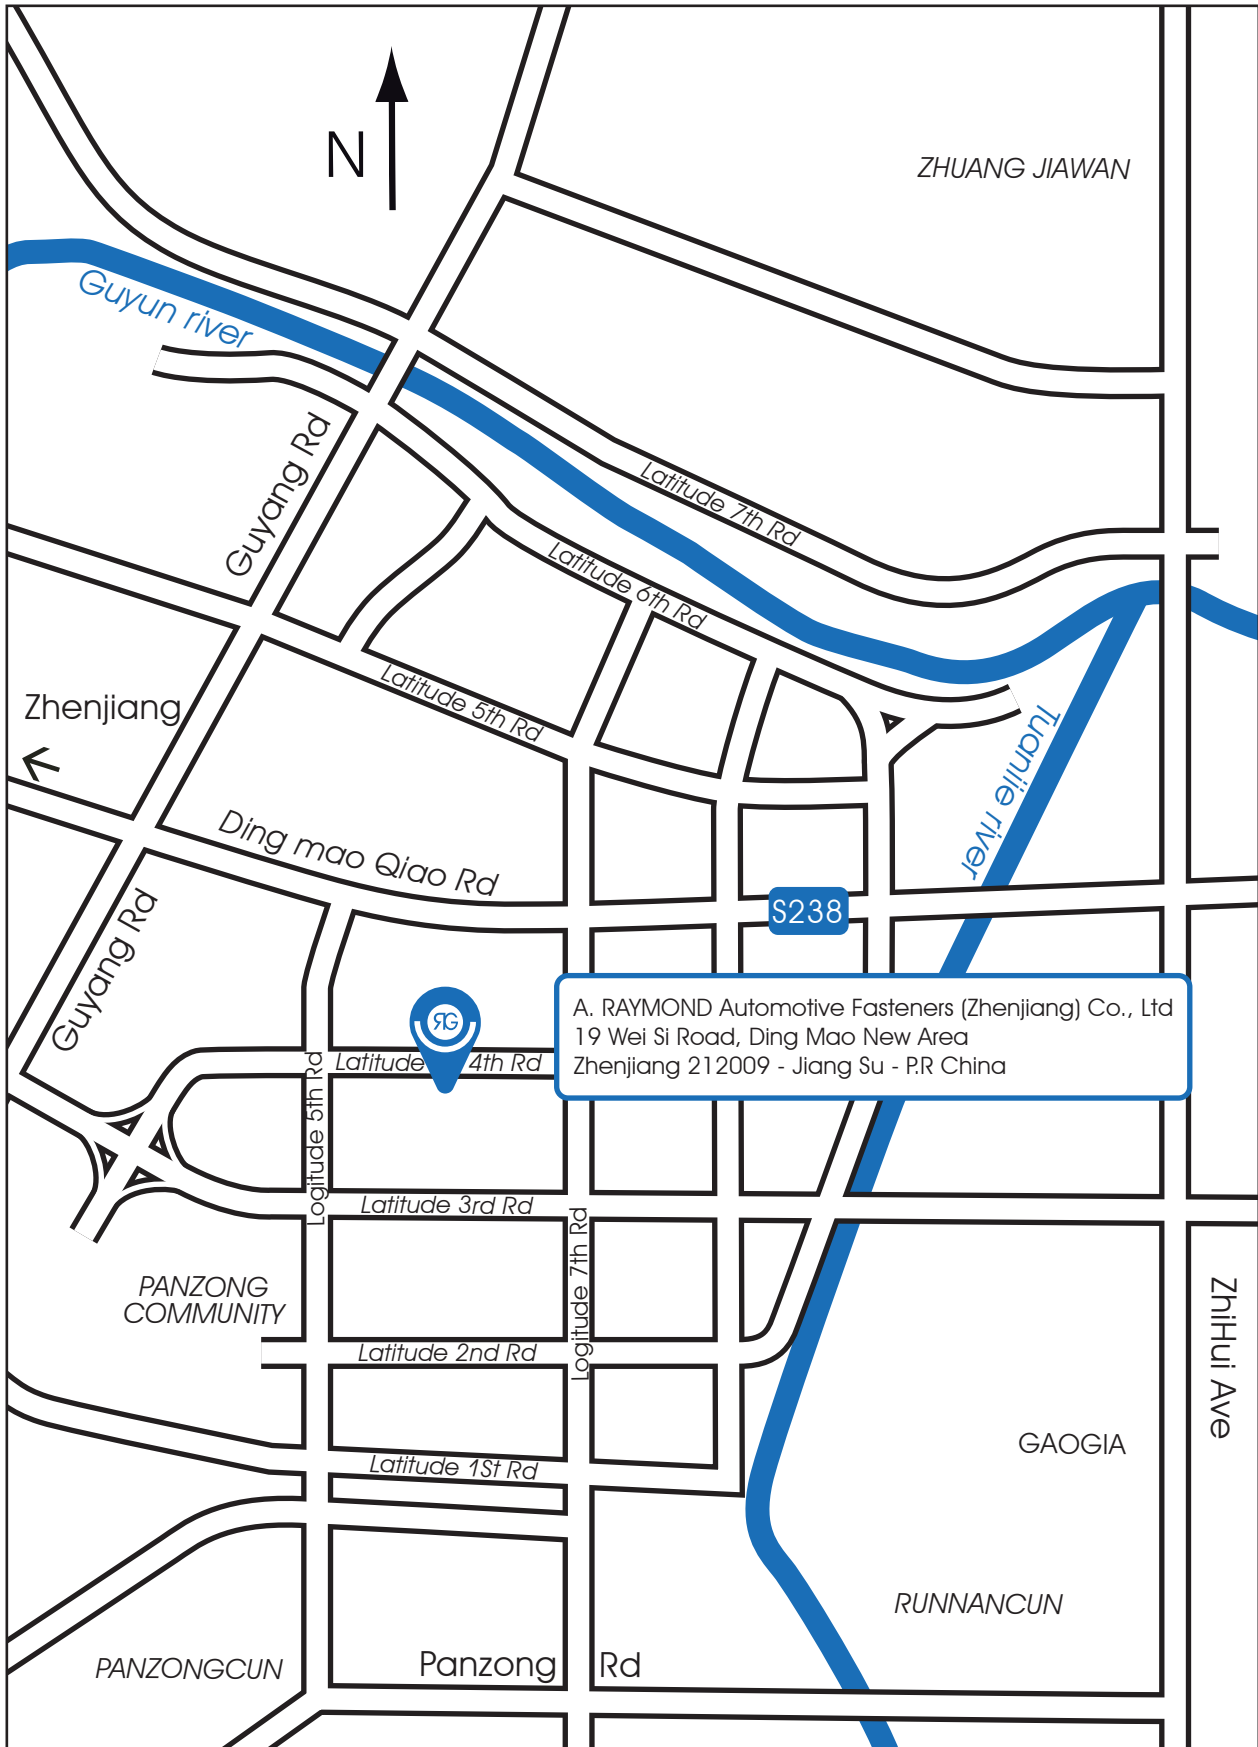 N
ZHUANG JIAWAN
Guyun river
Guyang Rd
Latitude 7th Rd
Latitude 6th Rd
Latitude 5th Rd
Zhenjiang
Tuanjie river
Ding mao Qiao Rd
S238
Guyang Rd
A. RAYMOND Automotive Fasteners (Zhenjiang) Co., Ltd
19 Wei Si Road, Ding Mao New Area
Zhenjiang 212009 - Jiang Su - P.R China
RG
Latitude 4th Rd
Logitude 5th Rd
Latitude 3rd Rd
Logitude 7th Rd
PANZONG
COMMUNITY
Latitude 2nd Rd
ZhiHui Ave
GAOGIA
Latitude 1St Rd
RUNNANCUN
PANZONGCUN
Panzong Rd